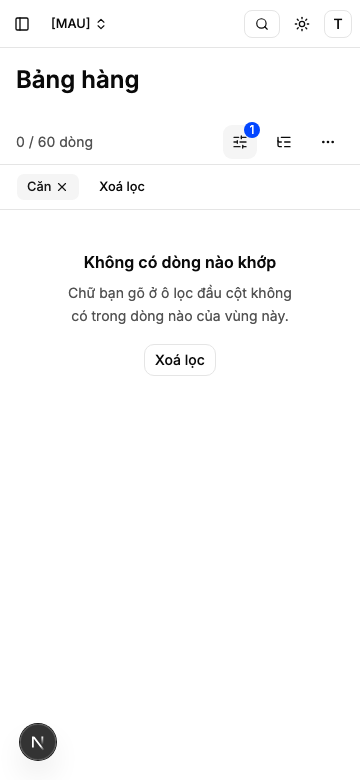 [MAU]
T
Bảng hàng
0 / 60 dòng
1
Căn
Xoá lọc
Không có dòng nào khớp
Chữ bạn gõ ở ô lọc đầu cột không
có trong dòng nào của vùng này.
Xoá lọc
N